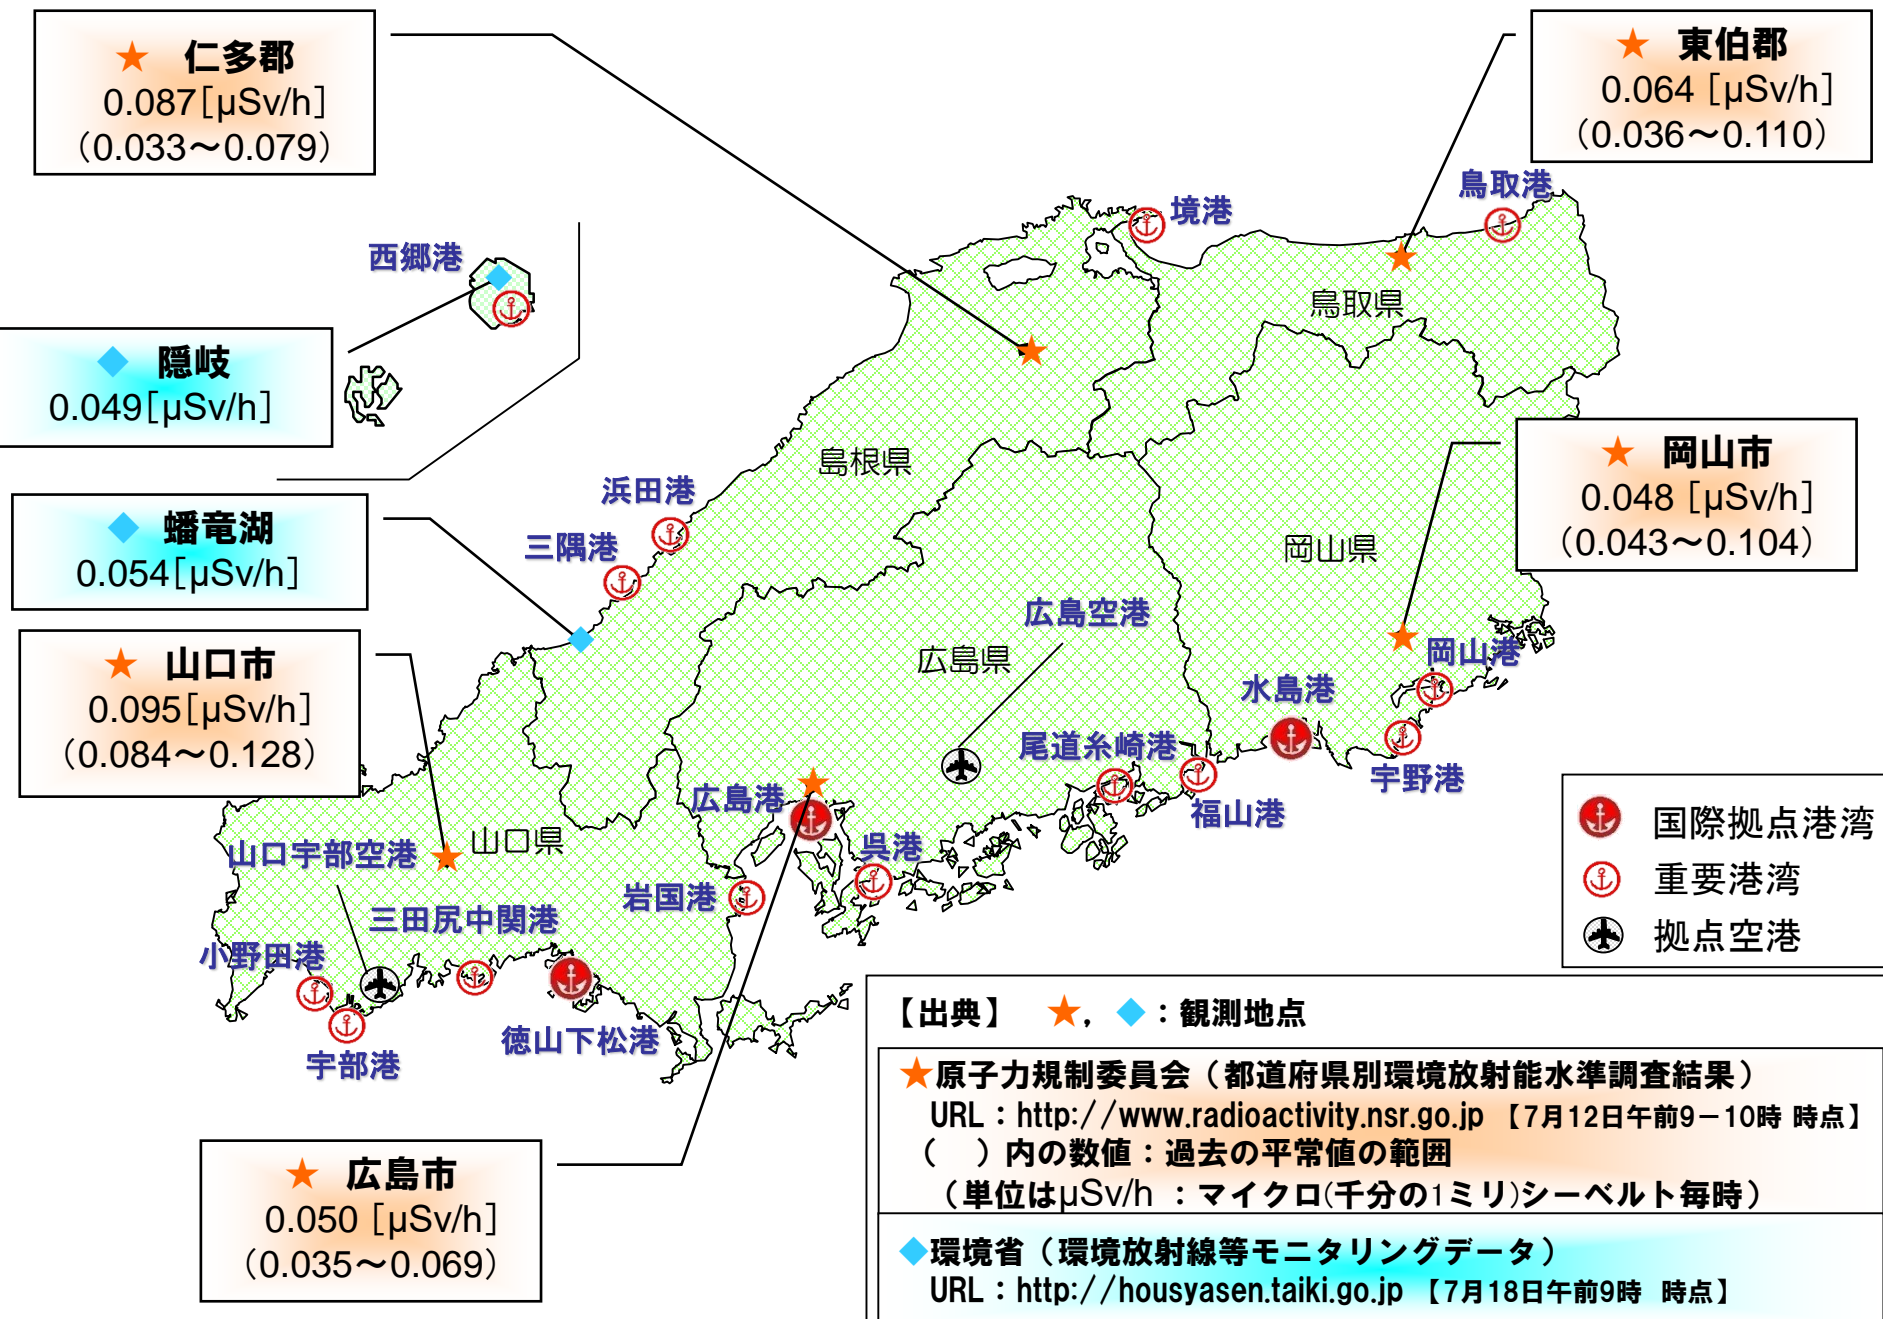 ★ 仁多郡
0.087[μSv/h]
（0.033～0.079）
★ 東伯郡
0.064 [μSv/h]
（0.036～0.110）
鳥取港
境港
西郷港
鳥取県
◆ 隠岐
0.049[μSv/h]
★ 岡山市
0.048 [μSv/h]
（0.043～0.104）
島根県
浜田港
◆ 蟠竜湖
0.054[μSv/h]
三隅港
岡山県
広島空港
★ 山口市
0.095[μSv/h]
（0.084～0.128）
広島県
岡山港
水島港
尾道糸崎港
宇野港
広島港
福山港
山口県
山口宇部空港
呉港
岩国港
三田尻中関港
小野田港
徳山下松港
宇部港
国際拠点港湾
重要港湾
拠点空港
★ 広島市
0.050 [μSv/h]
（0.035～0.069）
【出典】 ★，◆：観測地点
★原子力規制委員会（都道府県別環境放射能水準調査結果）
URL：http://www.radioactivity.nsr.go.jp 【7月12日午前9－10時 時点】
（ ）内の数値：過去の平常値の範囲
（単位はμSv/h ：マイクロ(千分の1ミリ)シーベルト毎時）
◆環境省（環境放射線等モニタリングデータ）
URL：http://housyasen.taiki.go.jp 【7月18日午前9時 時点】